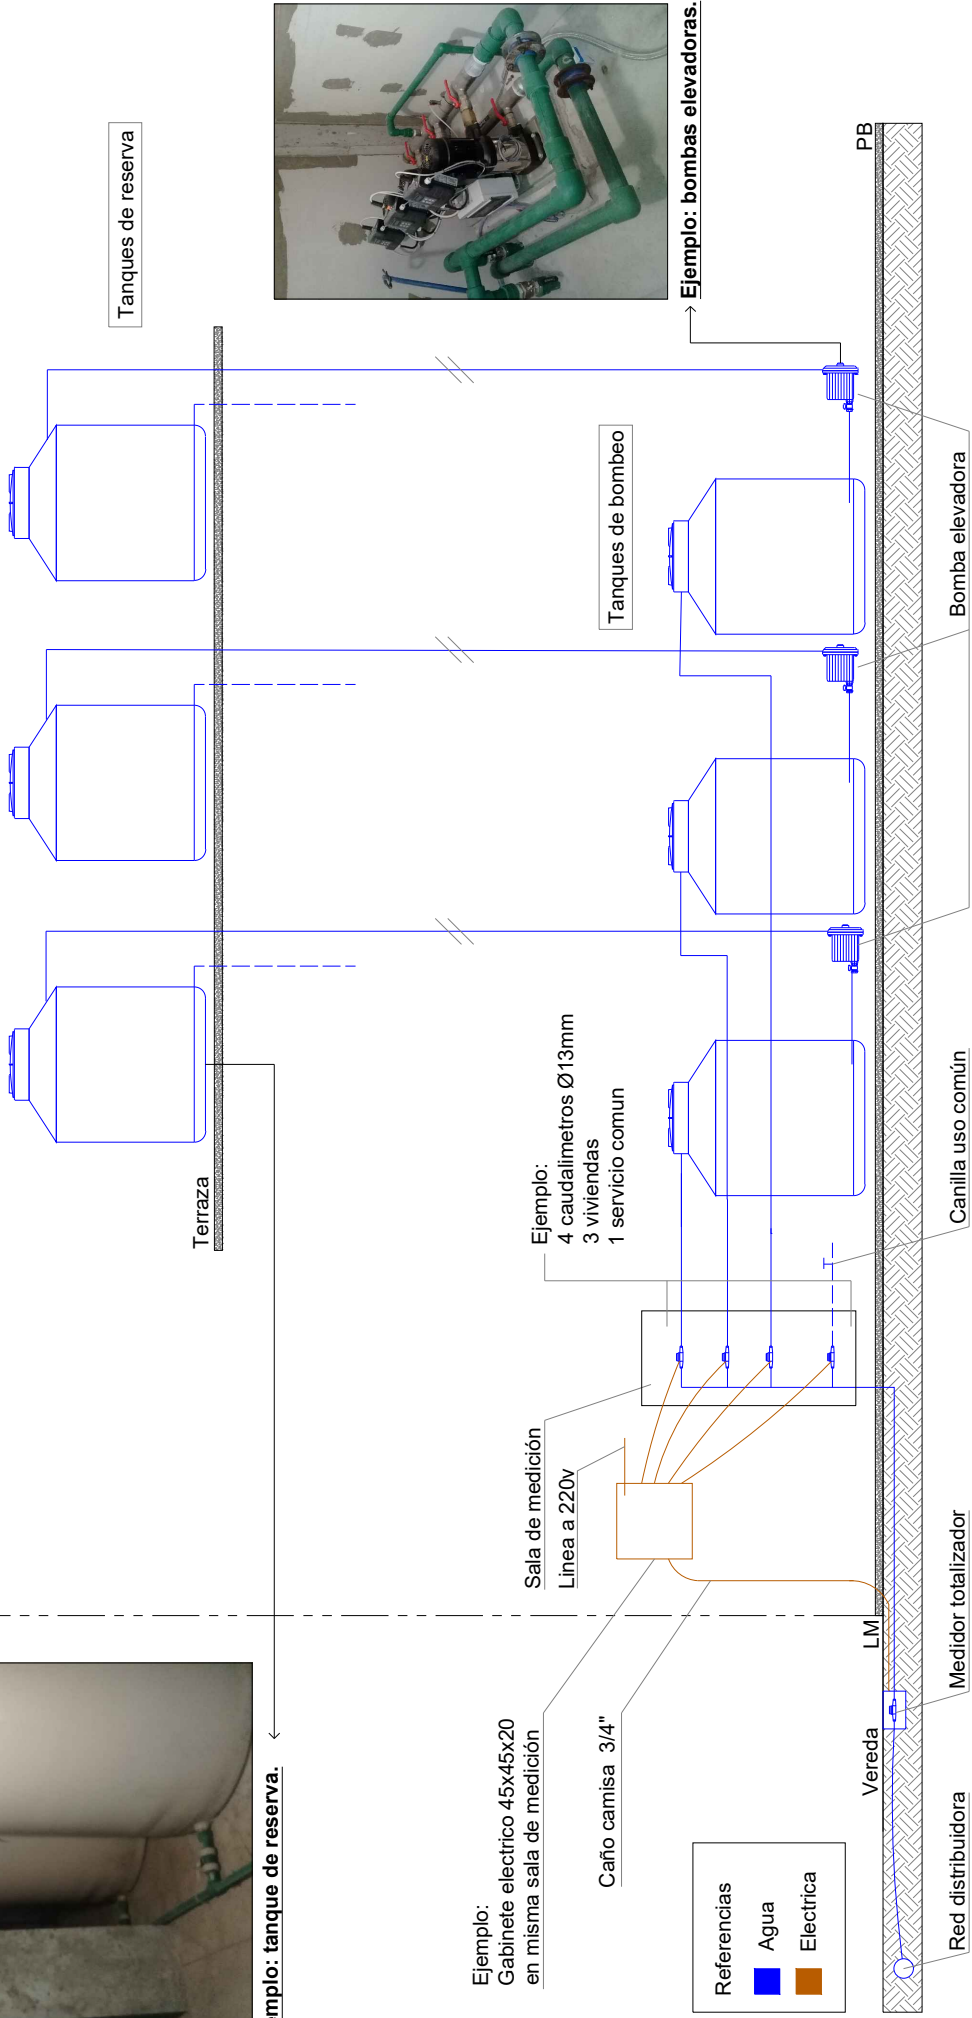 Tanques de reserva
Ejemplo: bombas elevadoras.
Terraza
Tanques de bombeo
PB
Ejemplo:
4 caudalimetros Ø13mm
3 viviendas
1 servicio comun
Sala de medición
Linea a 220v
tanque de reserva.
Ejemplo:
Gabinete electrico 45x45x20
en misma sala de medición
Caño camisa 3/4"
Referencias
Agua
Electrica
Vereda
LM
Red distribuidora
Medidor totalizador
Canilla uso común
Bomba elevadora